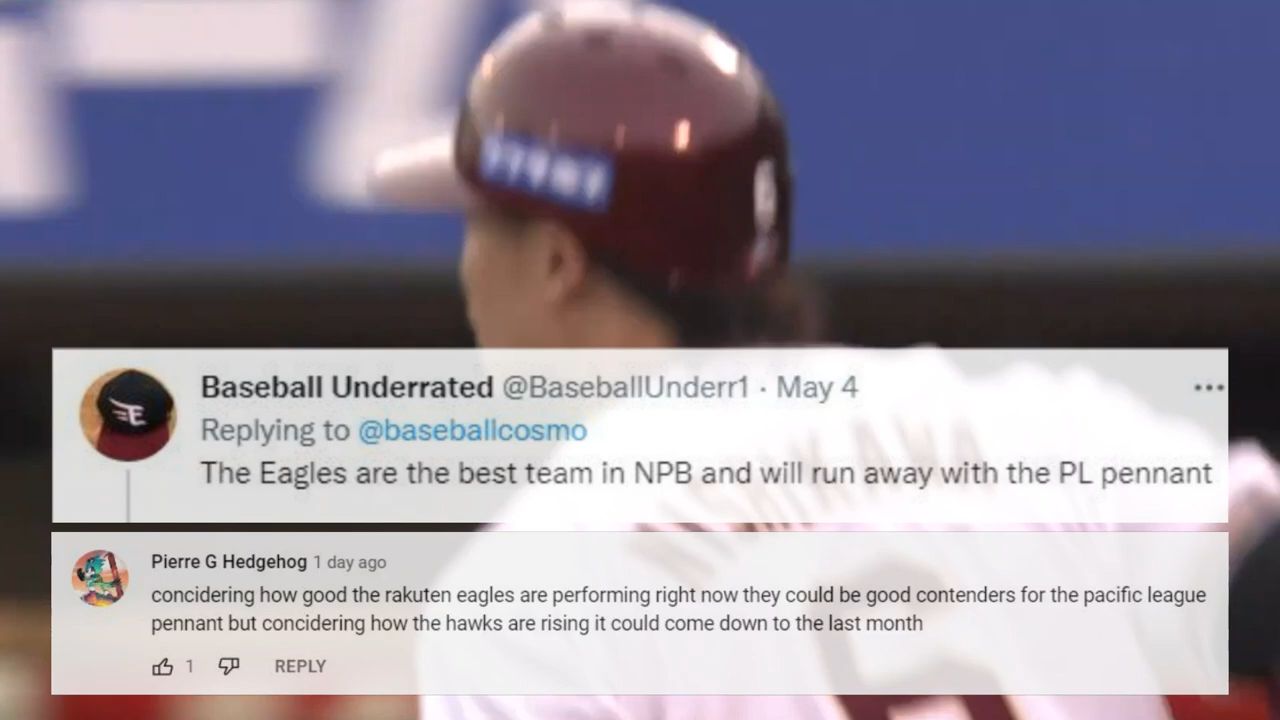 Baseball Underrated @BaseballUnderr1 · May 4
Replying to @baseballcosmo
The Eagles are the best team in NPB and will run away with the PL pennant
Pierre G Hedgehog 1 day ago
concidering how good the rakuten eagles are performing right now they could be good contenders for the pacific league
pennant but concidering how the hawks are rising it could come down to the last month
1 REPLY